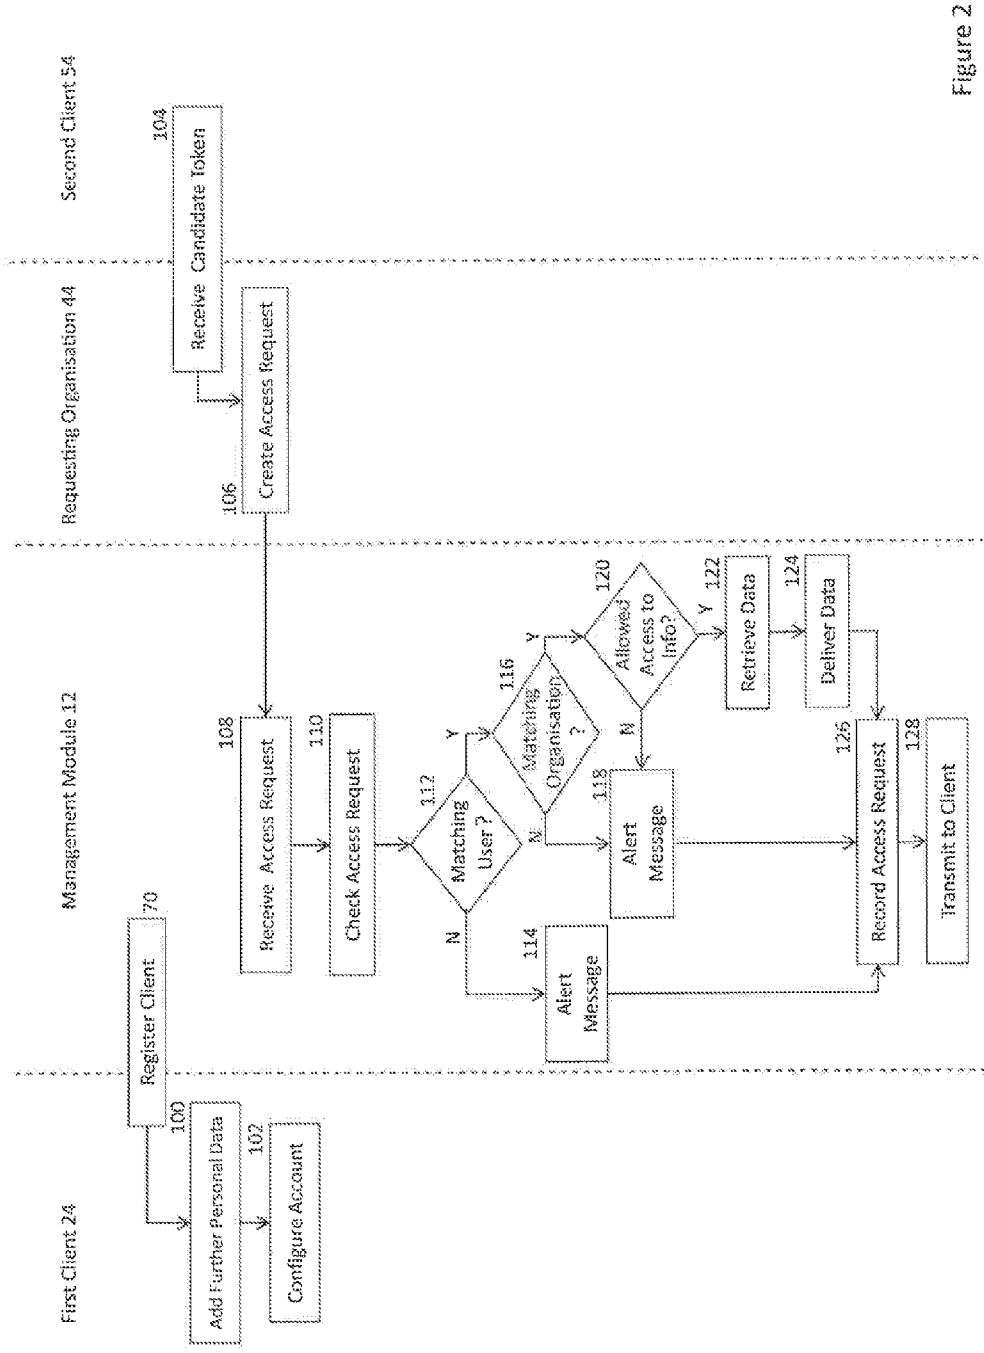 First Client 24
Management Module 12
Requesting Organisation 44
Second Client 54
Register Client
70
100
Add Further Personal Data
102
Configure Account
104
Receive Candidate Token
106
Create Access Request
108
Receive Access Request
110
Check Access Request
112
Matching
User ?
N
Y
114
Alert
Message
116
Matching
Organisation
?
N
Y
118
Alert
Message
120
Allowed
Access to
Info?
N
Y
122
Retrieve Data
124
Deliver Data
126
Record Access Request
128
Transmit to Client
Figure 2